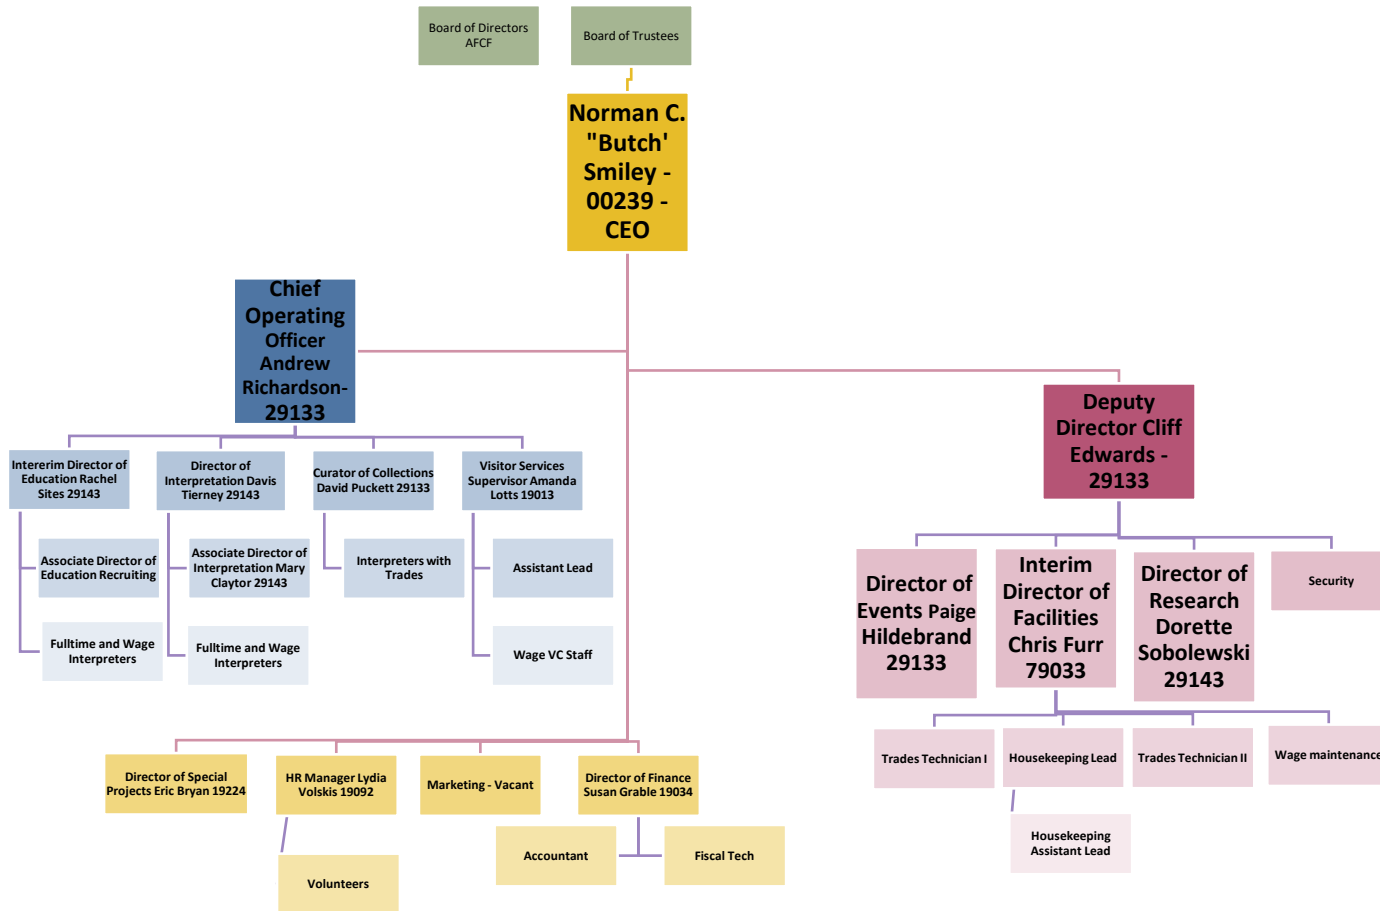 Board of Directors
AFCF
Board of Trustees
Norman C.
"Butch'
Smiley -
00239 -
CEO
Chief
Operating
Officer
Andrew
Richardson-
29133
Deputy
Director Cliff
Edwards -
29133
Intererim Director of
Education Rachel
Sites 29143
Director of
Interpretation Davis
Tierney 29143
Curator of Collections
David Puckett 29133
Visitor Services
Supervisor Amanda
Lotts 19013
Associate Director of
Education Recruiting
Associate Director of
Interpretation Mary
Claytor 29143
Interpreters with
Trades
Assistant Lead
Fulltime and Wage
Interpreters
Fulltime and Wage
Interpreters
Wage VC Staff
Director of
Events Paige
Hildebrand
29133
Interim
Director of
Facilities
Chris Furr
79033
Director of
Research
Dorette
Sobolewski
29143
Security
Trades Technician I
Housekeeping Lead
Trades Technician II
Wage maintenance
Housekeeping
Assistant Lead
Director of Special
Projects Eric Bryan 19224
HR Manager Lydia
Volskis 19092
Marketing - Vacant
Director of Finance
Susan Grable 19034
Volunteers
Accountant
Fiscal Tech